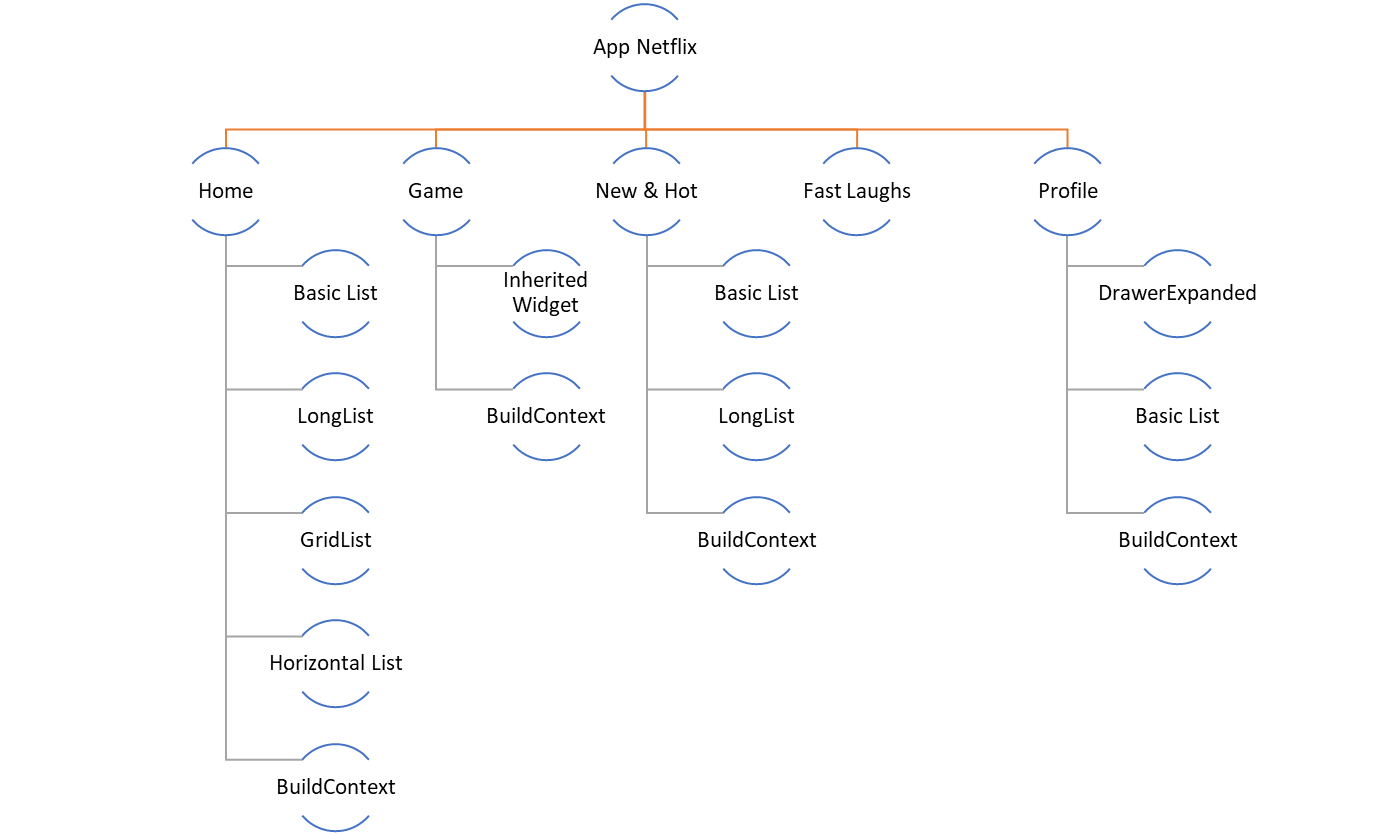 App Netflix
Home
Game
New & Hot
Fast Laughs
Profile
Basic List
LongList
GridList
Horizontal List
BuildContext
Inherited
Widget
BuildContext
Basic List
LongList
BuildContext
DrawerExpanded
Basic List
BuildContext